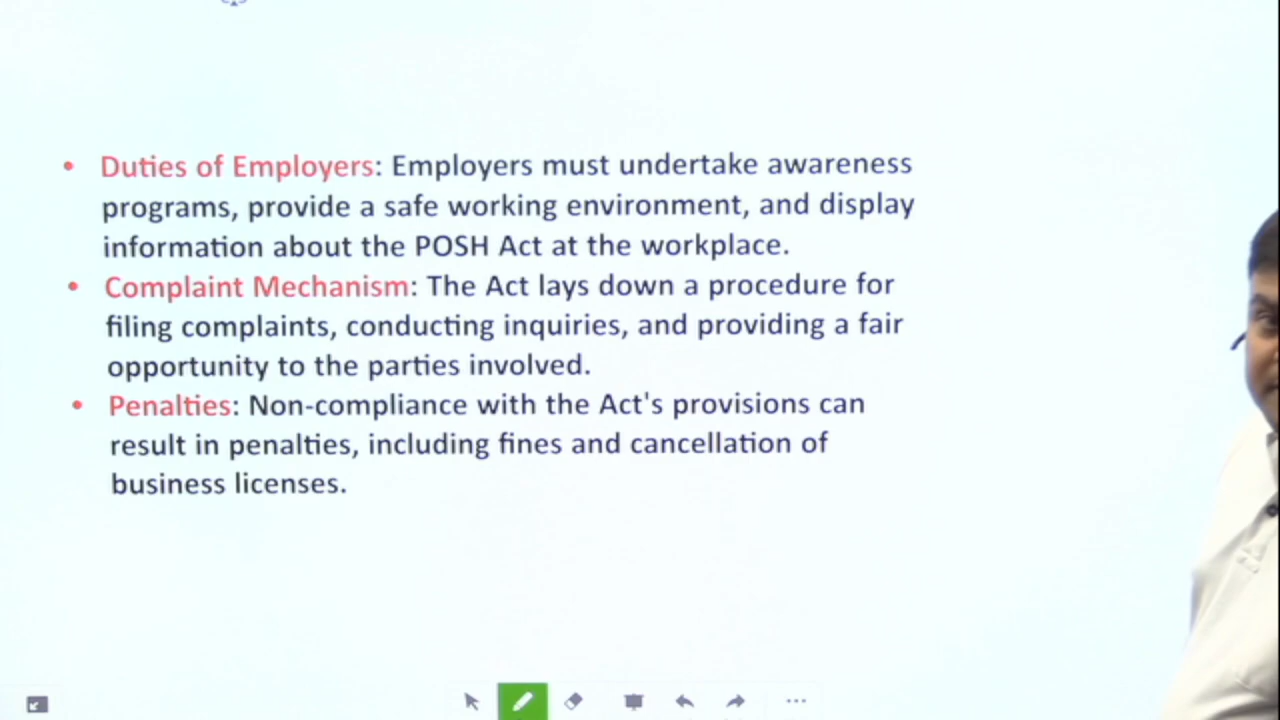 • Duties of Employers: Employers must undertake awareness
programs, provide a safe working environment, and display
information about the POSH Act at the workplace.
• Complaint Mechanism: The Act lays down a procedure for
filing complaints, conducting inquiries, and providing a fair
opportunity to the parties involved.
• Penalties: Non-compliance with the Act's provisions can
result in penalties, including fines and cancellation of
business licenses.